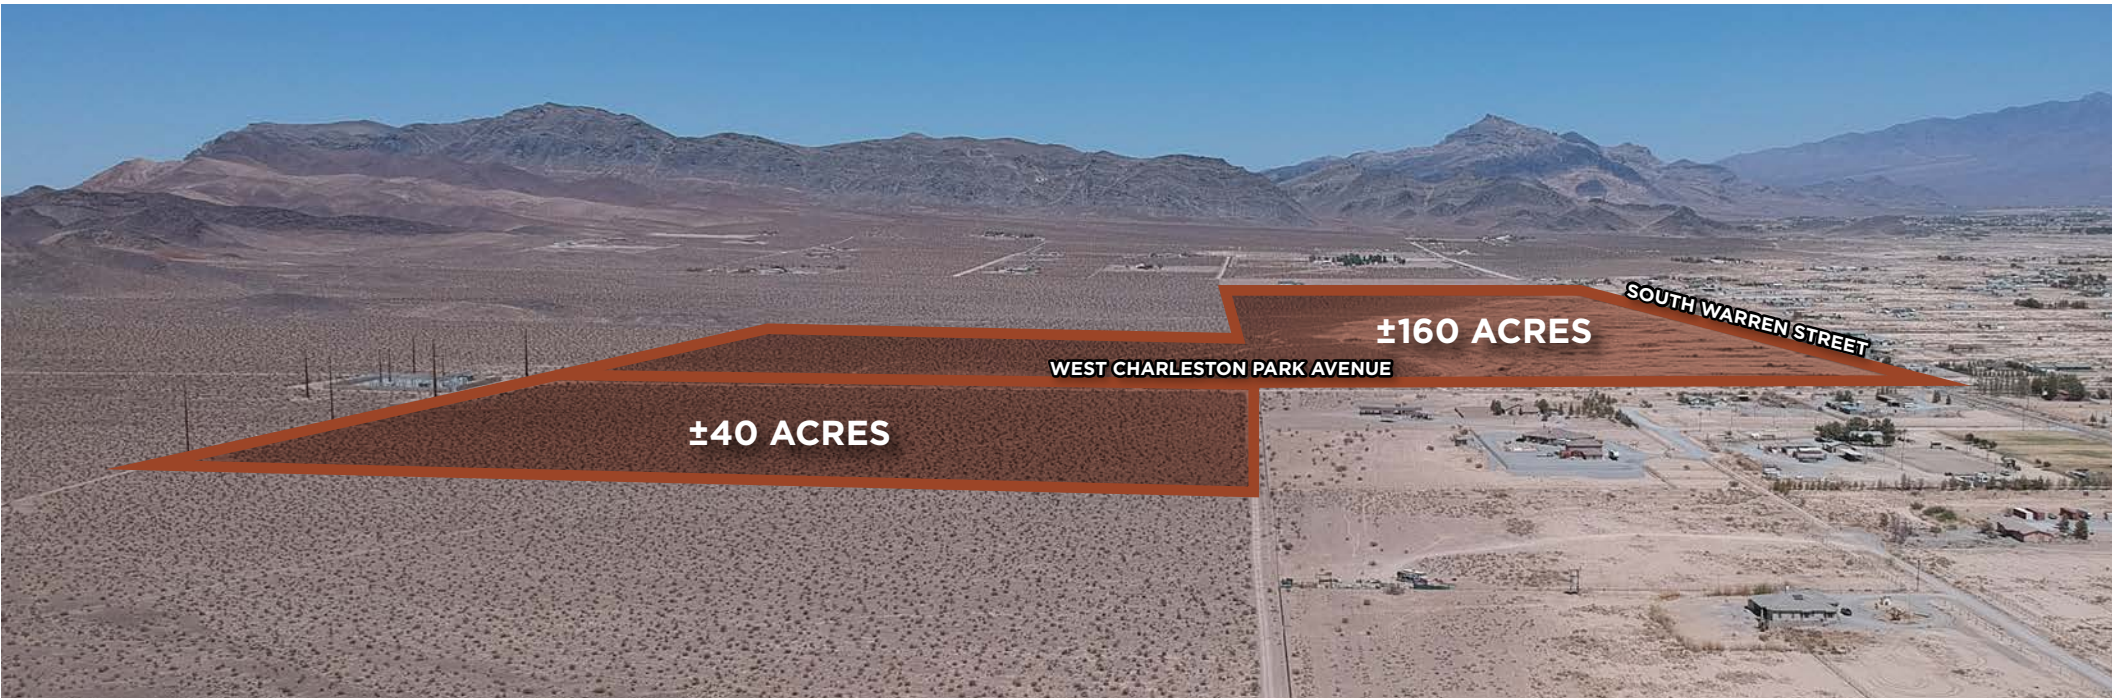 SOUTH WARREN STREET
±160 ACRES
WEST CHARLESTON PARK AVENUE
±40 ACRES